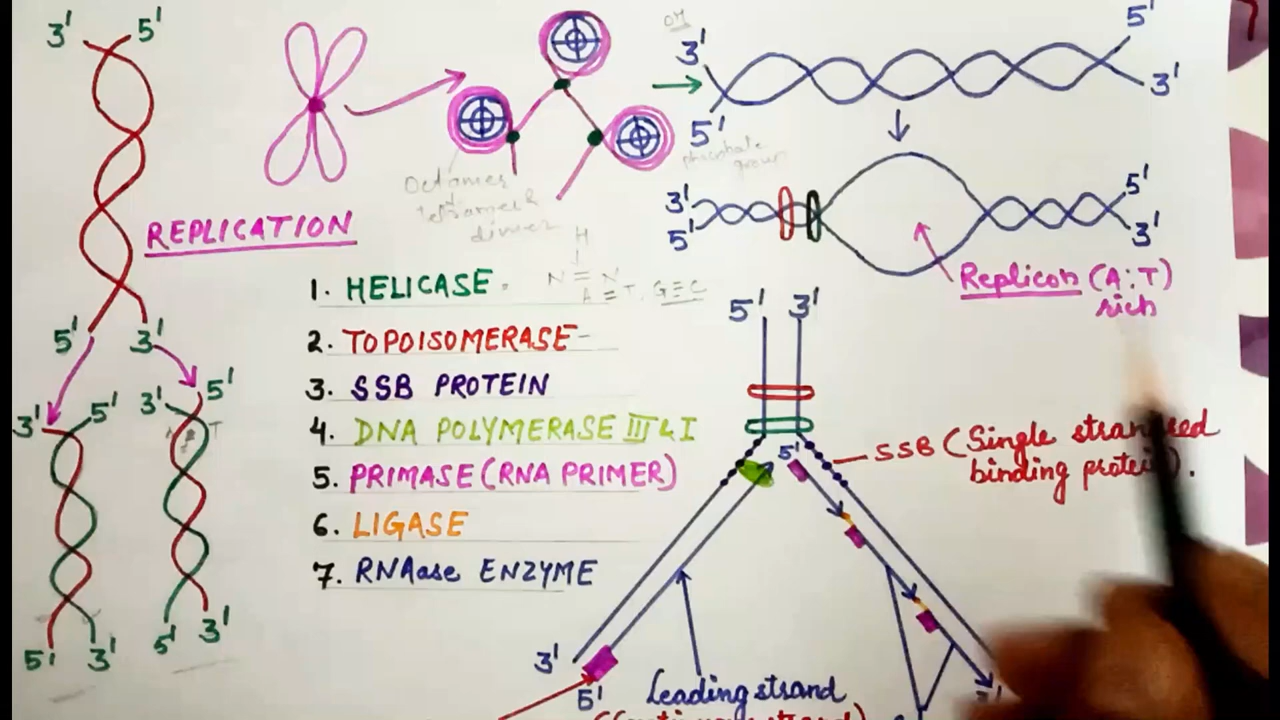 3' 5'
5' 3'
3' 5' 3' 5'
5' 3' 5' 3'
REPLICATION
Octamer
tetramer &
dimer
OR
3' 5'
5' 3'
phosphate
group
3' 5'
5' 3'
Replicon (A:T)
rich
H
N = N
A = T, G≡C
1. HELICASE.
2. TOPOISOMERASE-
3. SSB PROTEIN
4. DNA POLYMERASE III & I
5. PRIMASE (RNA PRIMER)
6. LIGASE
7. RNAase ENZYME
5' 3'
5'
SSB (Single stranded
binding protein).
3'
5'
Leading strand